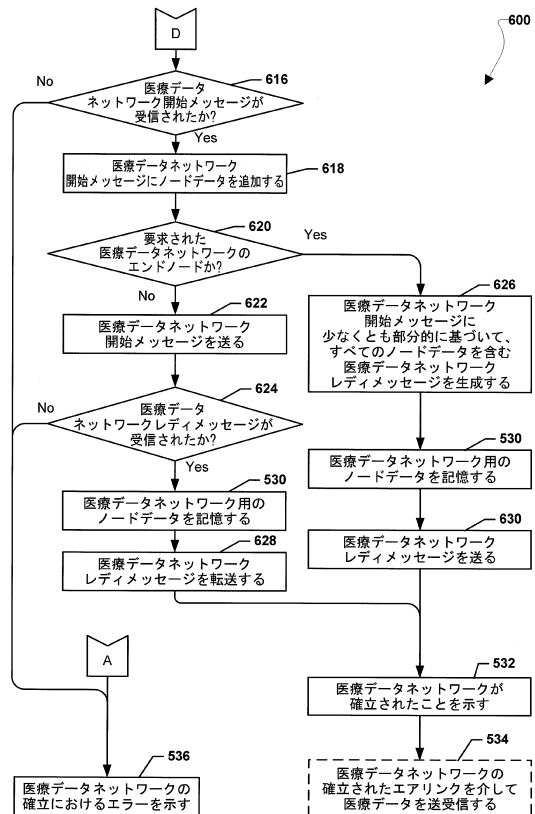 D
600
No
616
医療データ
ネットワーク開始メッセージが
受信されたか?
Yes
医療データネットワーク
開始メッセージにノードデータを追加する
618
620
要求された
医療データネットワークの
エンドノードか?
Yes
No
622
医療データネットワーク
開始メッセージを送る
626
医療データネットワーク
開始メッセージに
少なくとも部分的に基づいて、
すべてのノードデータを含む
医療データネットワーク
レディメッセージを生成する
624
No
医療データ
ネットワークレディメッセージが
受信されたか?
Yes
530
医療データネットワーク用の
ノードデータを記憶する
530
医療データネットワーク用の
ノードデータを記憶する
628
医療データネットワーク
レディメッセージを転送する
630
医療データネットワーク
レディメッセージを送る
A
532
医療データネットワークが
確立されたことを示す
536
医療データネットワークの
確立におけるエラーを示す
534
医療データネットワークの
確立されたエアリンクを介して
医療データを送受信する